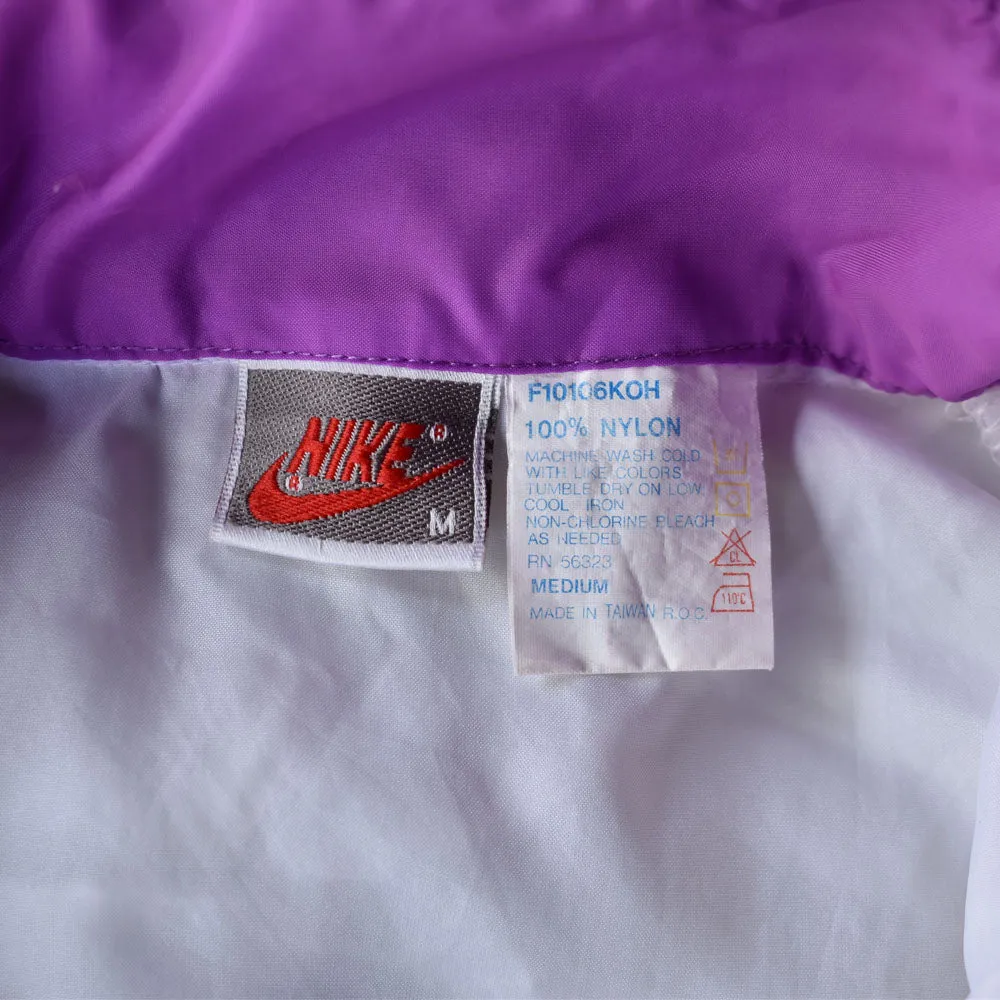 NIKE
M
F10106KOH
100% NYLON
MACHINE WASH COLD
WITH LIKE COLORS
TUMBLE DRY ON LOW
COOL IRON
NON-CHLORINE BLEACH
AS NEEDED
RN 56323
MEDIUM
MADE IN TAIWAN R.O.C.
CL
110°C